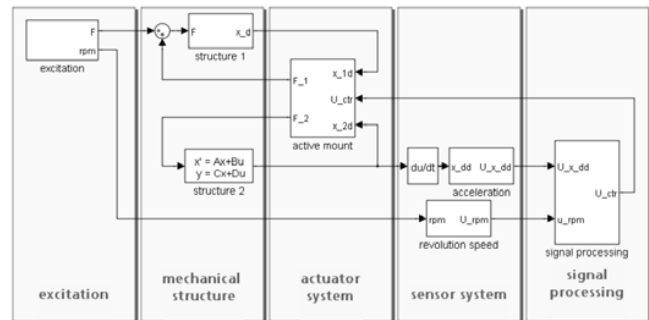 F
rpm
excitation
F
x_d
structure 1
F_1
F_2
x_1d
U_ctr
x_2d
active mount
x' = Ax+Bu
y = Cx+Du
structure 2
du/dt
x_dd
U_x_dd
acceleration
rpm
U_rpm
revolution speed
U_x_dd
u_rpm
U_ctr
signal processing
excitation
mechanical
structure
actuator
system
sensor system
signal
processing